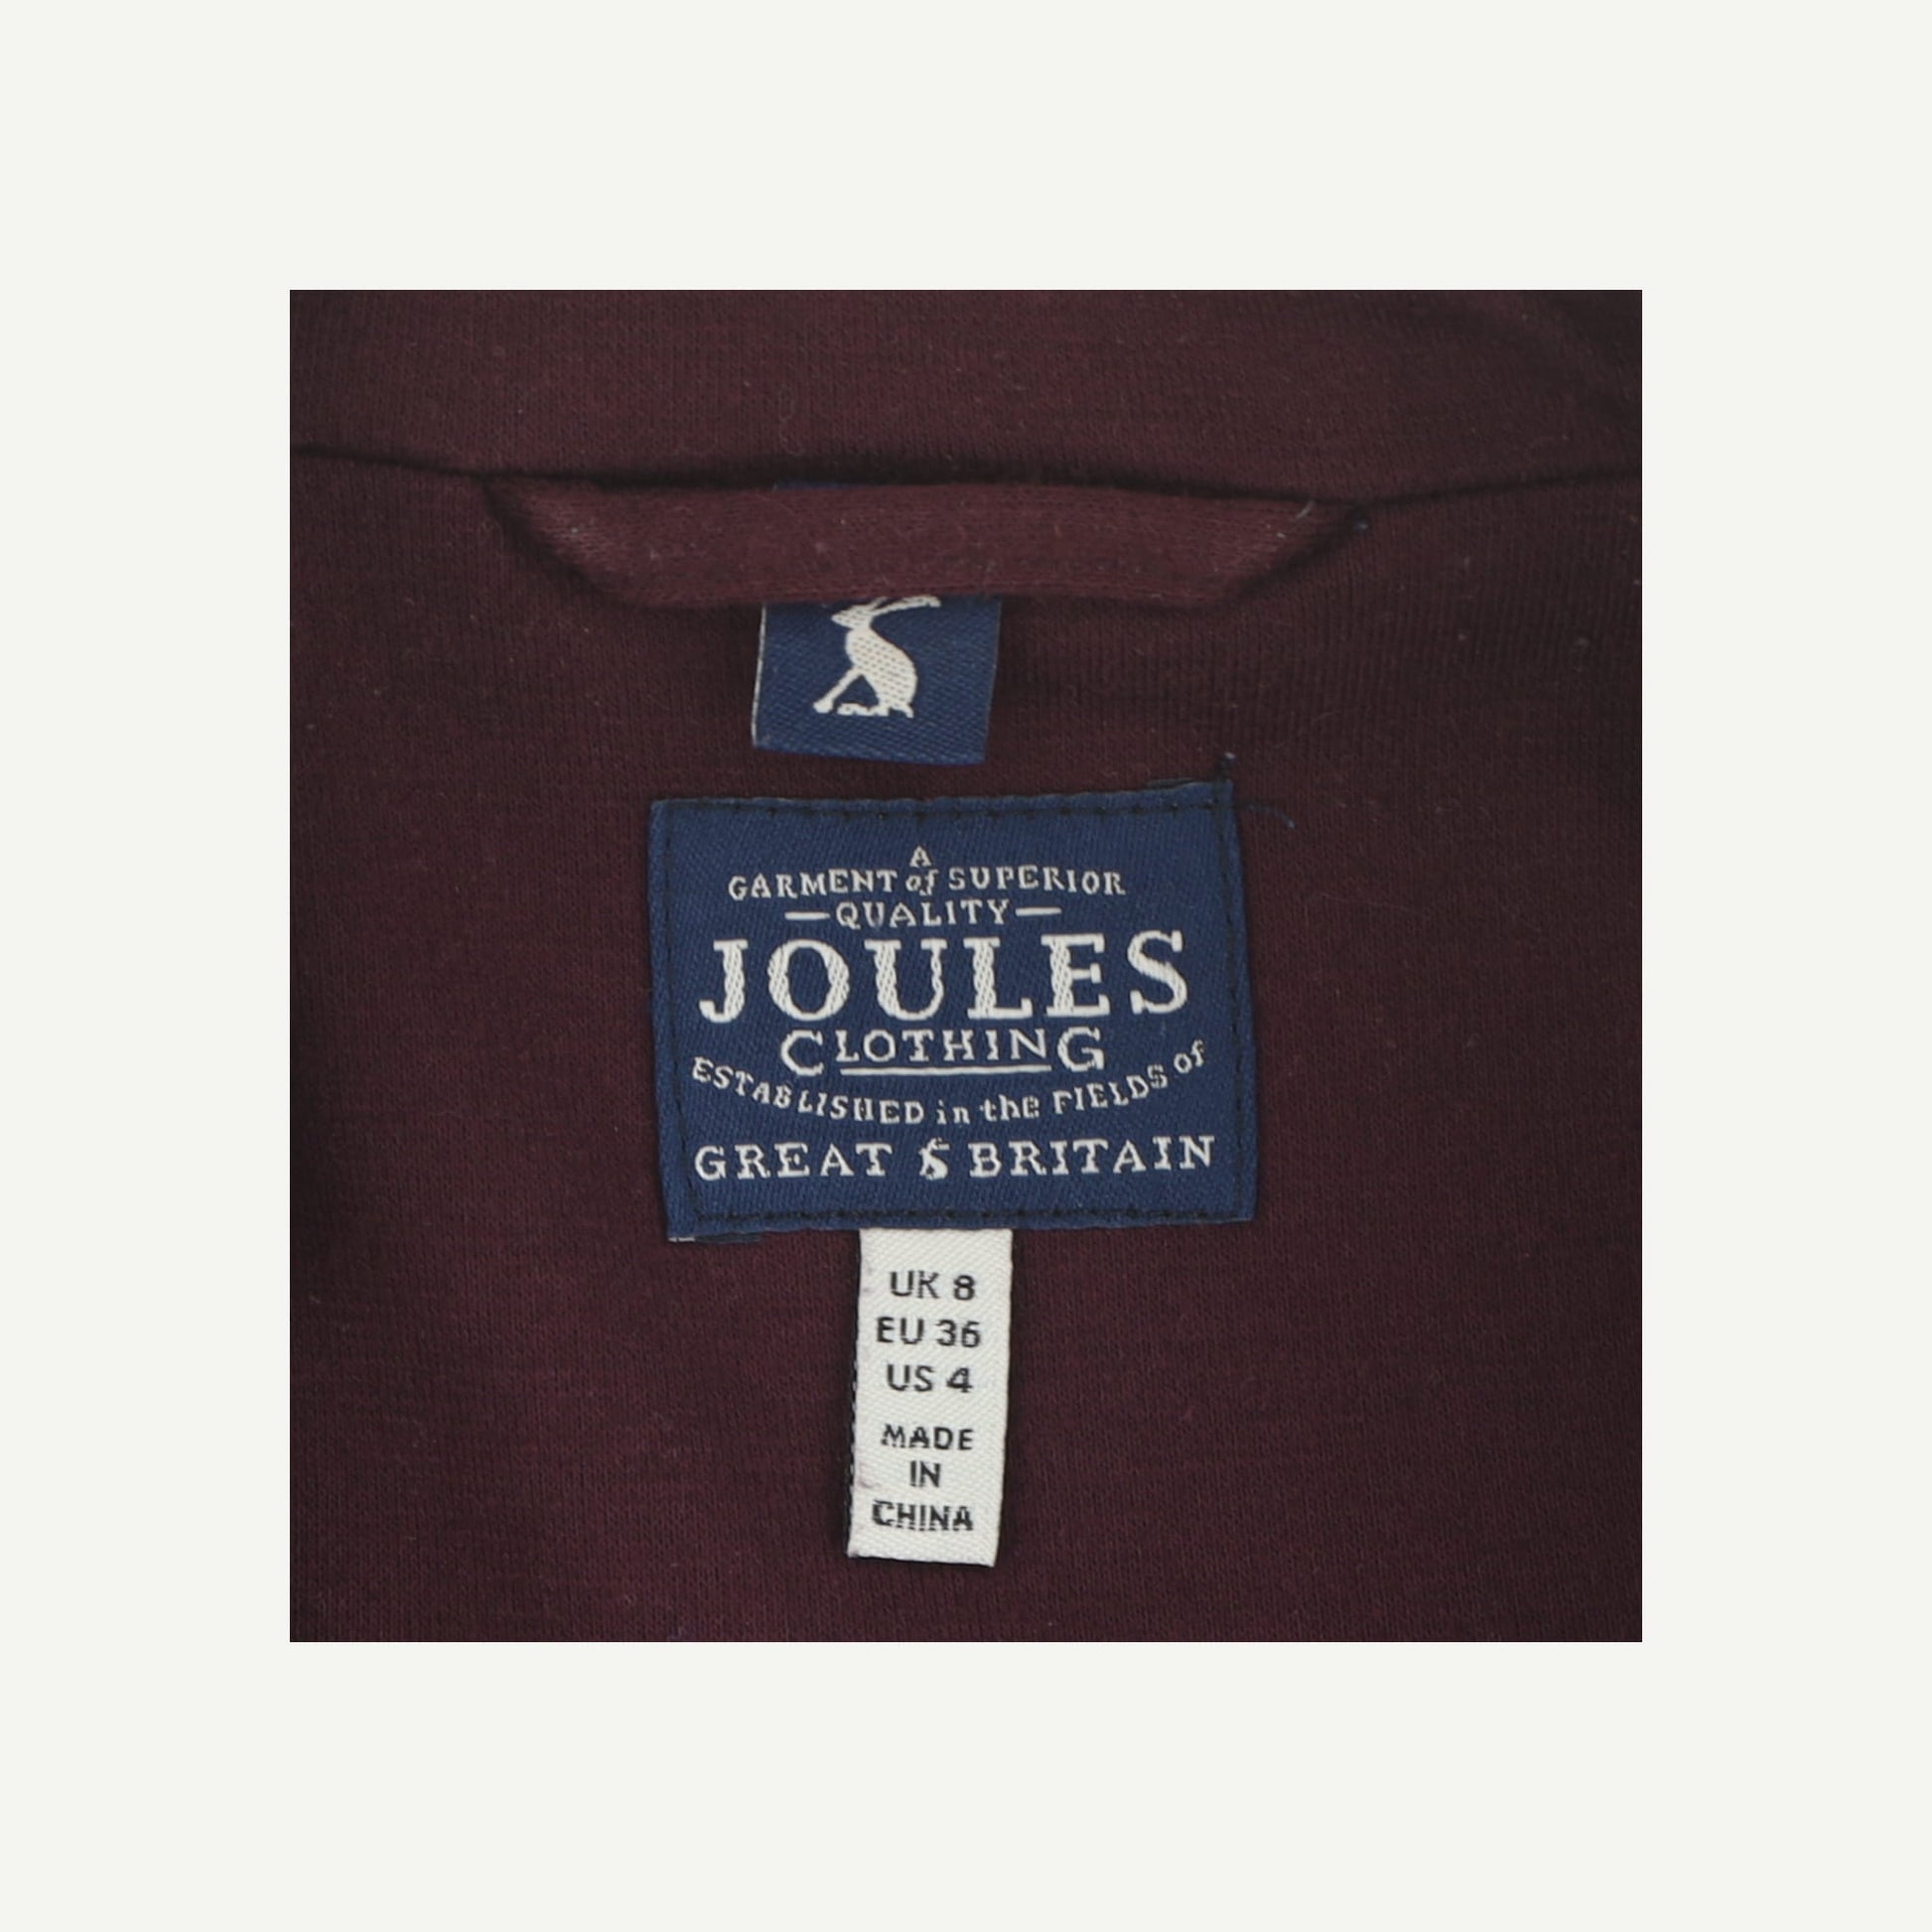 A
GARMENT of SUPERIOR
QUALITY
JOULES
CLOTHING
ESTABLISHED in the FIELDS of
GREAT BRITAIN
UK 8
EU 36
US 4
MADE
IN
CHINA